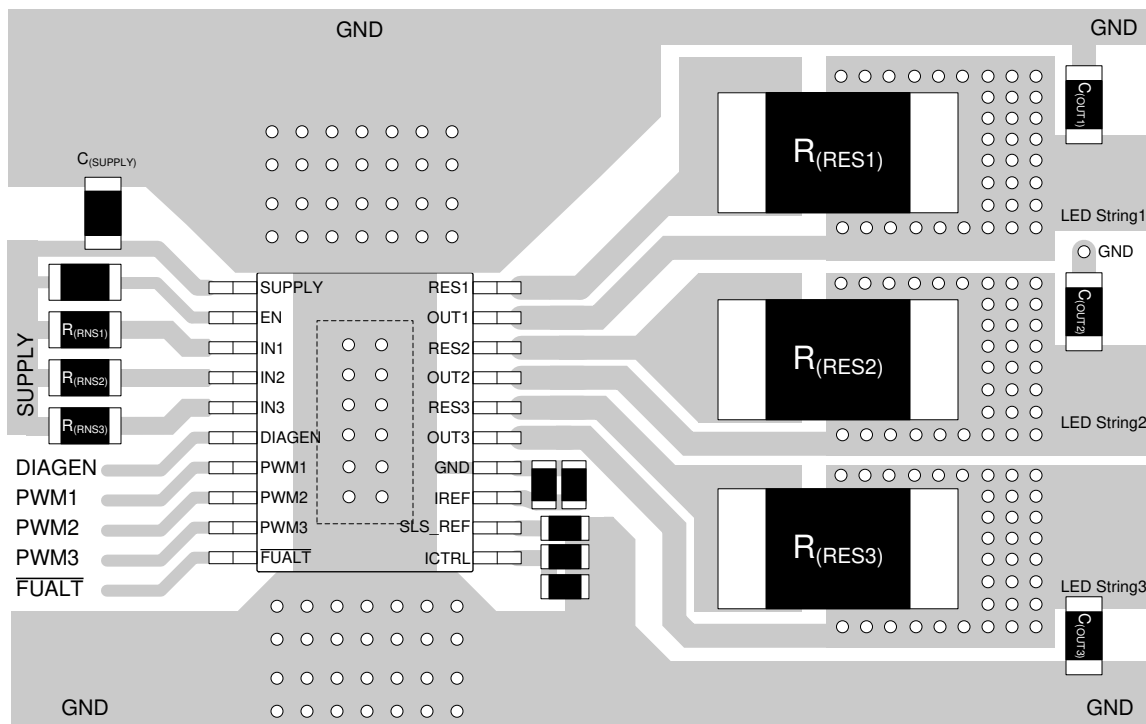 GND
GND
C(OUT1)
C(SUPPLY)
R(RES1)
LED String1
GND
C(OUT2)
SUPPLY
R(RNS1)
R(RNS2)
R(RNS3)
SUPPLY
EN
IN1
IN2
IN3
DIAGEN
PWM1
PWM2
PWM3
FUALT
RES1
OUT1
RES2
OUT2
RES3
OUT3
GND
IREF
SLS_REF
ICTRL
R(RES2)
LED String2
DIAGEN
PWM1
PWM2
PWM3
FUALT
R(RES3)
LED String3
C(OUT3)
GND
GND